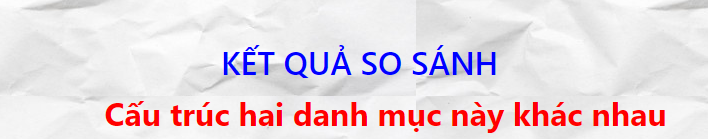 KẾT QUẢ SO SÁNH
Cấu trúc hai danh mục này khác nhau